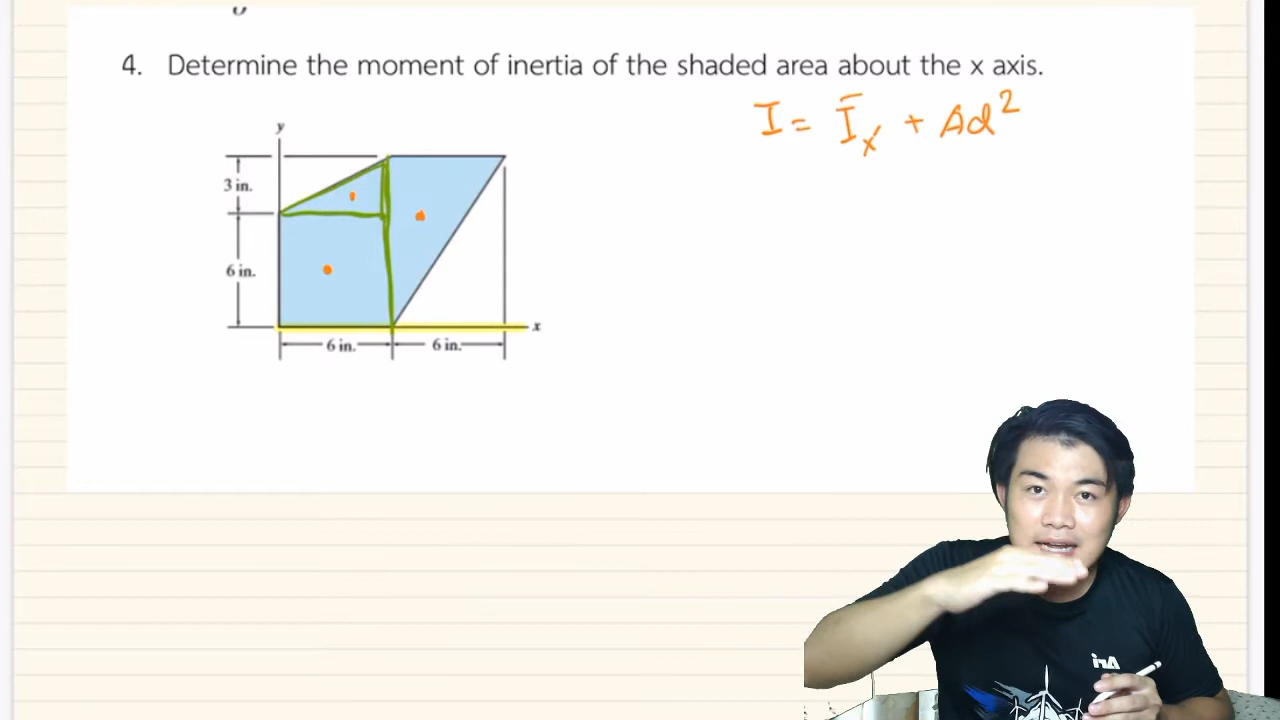 4. Determine the moment of inertia of the shaded area about the x axis.
I = Īx' + Ad²
y
3 in.
6 in.
x
6 in.
6 in.